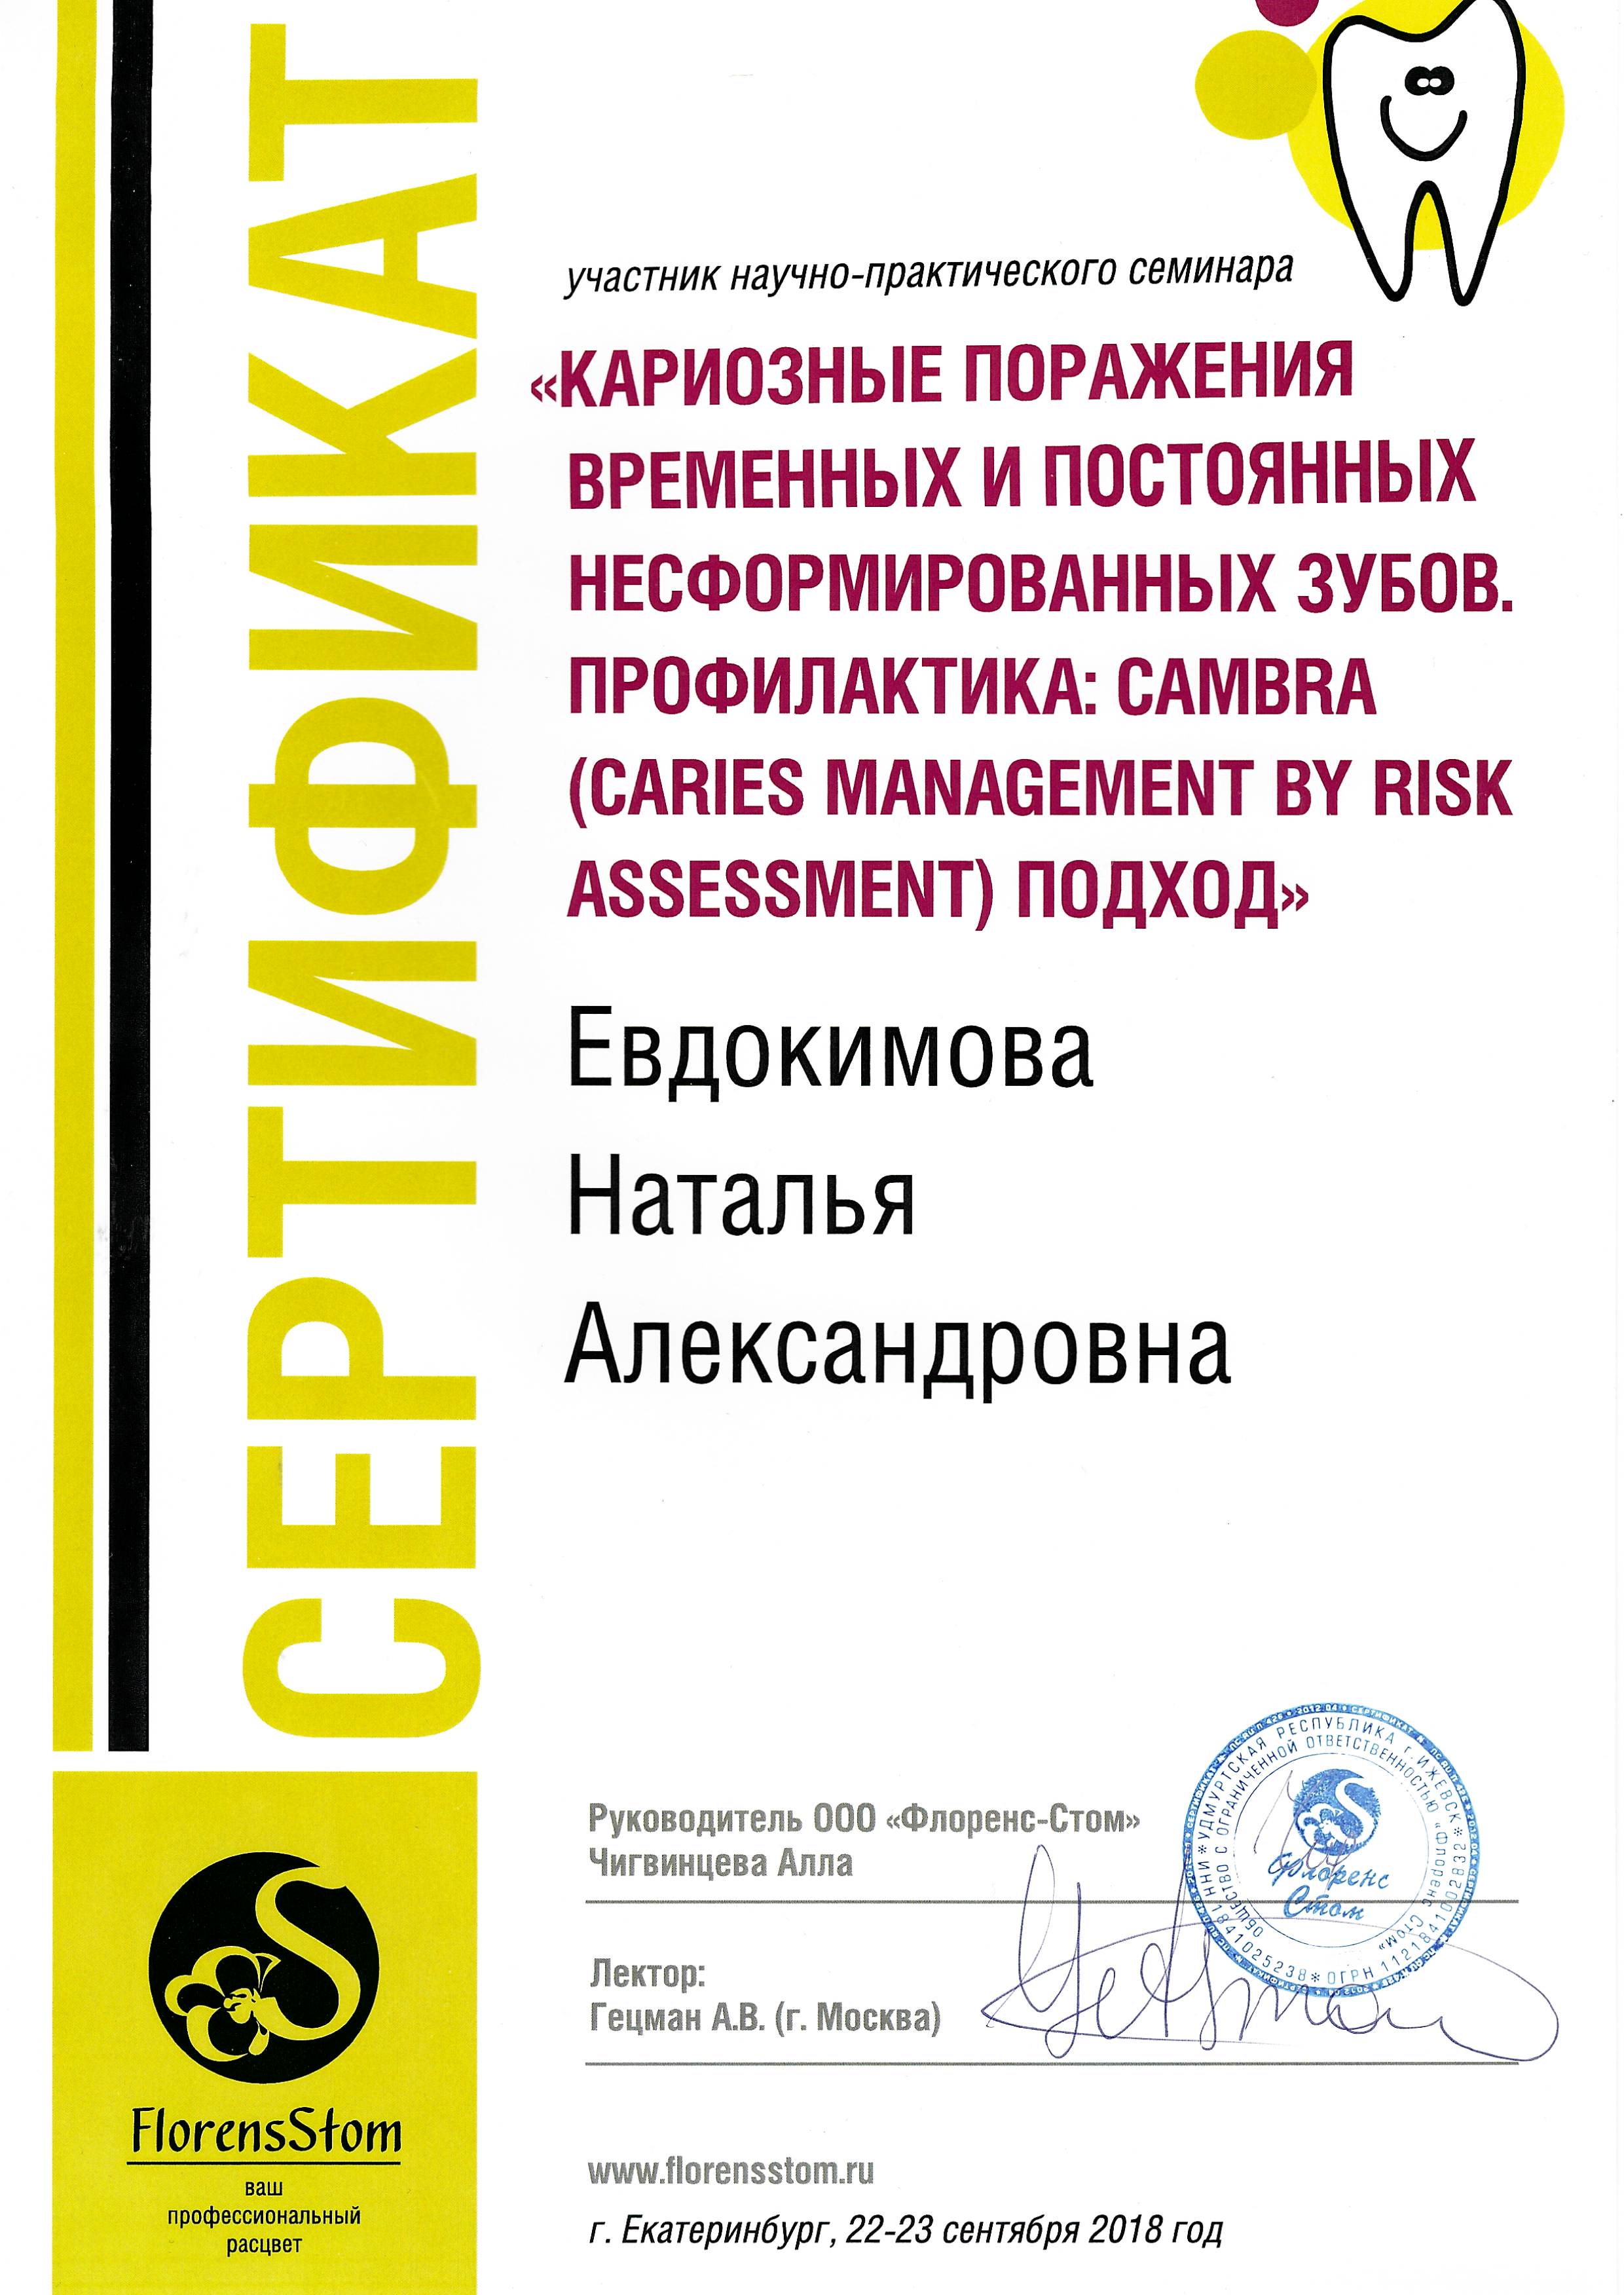 СЕРТИФИКАТ
участник научно-практического семинара
«КАРИОЗНЫЕ ПОРАЖЕНИЯ
ВРЕМЕННЫХ И ПОСТОЯННЫХ
НЕСФОРМИРОВАННЫХ ЗУБОВ.
ПРОФИЛАКТИКА: CAMBRA
(CARIES MANAGEMENT BY RISK
ASSESSMENT) ПОДХОД»
Евдокимова
Наталья
Александровна
Руководитель ООО «Флоренс-Стом»
Чигвинцева Алла
Лектор:
Гецман А.В. (г. Москва)
УДМУРТСКАЯ РЕСПУБЛИКА г. ИЖЕВСК
ОБЩЕСТВО С ОГРАНИЧЕННОЙ ОТВЕТСТВЕННОСТЬЮ «Флоренс Стом»
ИНН 1841025238 * ОГРН 1121841002832
Флоренс
Стом
www.florensstom.ru
г. Екатеринбург, 22-23 сентября 2018 год
FlorensStom
ваш
профессиональный
расцвет